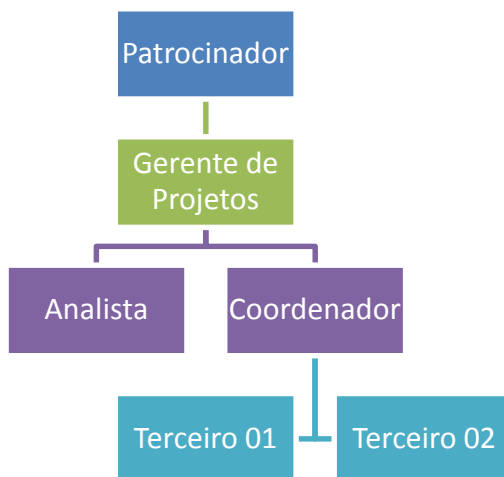 Patrocinador
Gerente de
Projetos
Analista
Coordenador
Terceiro 01
Terceiro 02